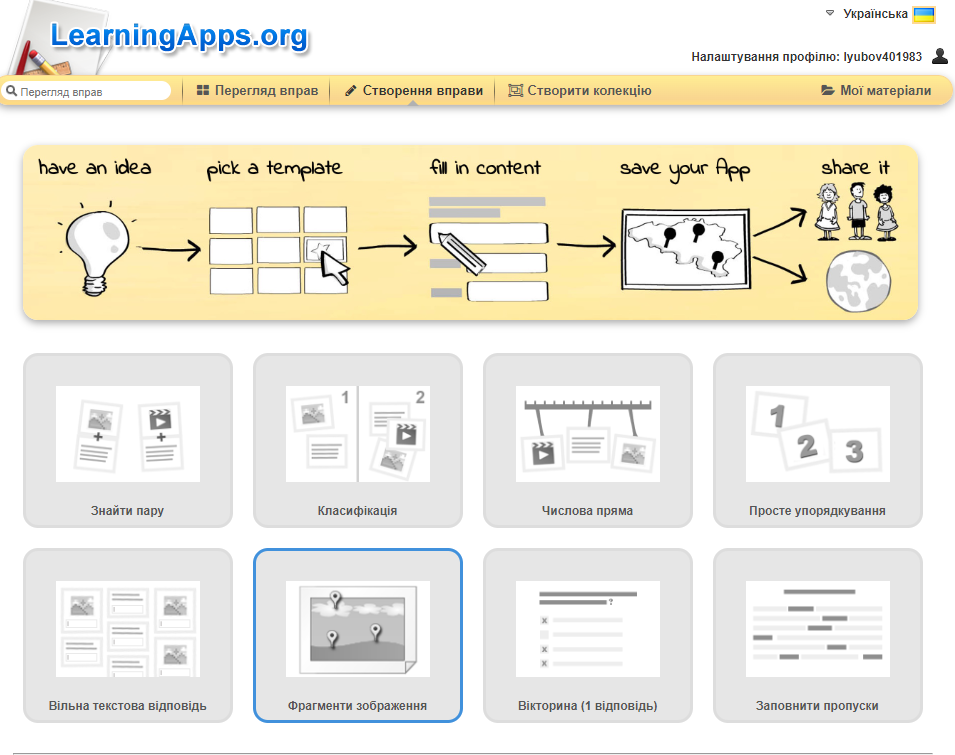 LearningApps.org
Українська
Налаштування профілю: lyubov401983
Перегляд вправ
Перегляд вправ
Створення вправи
Створити колекцію
Мої матеріали
have an idea
pick a template
fill in content
save your App
share it
1
2
1
2
3
Знайти пару
Класифікація
Числова пряма
Просте упорядкування
?
Вільна текстова відповідь
Фрагменти зображення
Вікторина (1 відповідь)
Заповнити пропуски